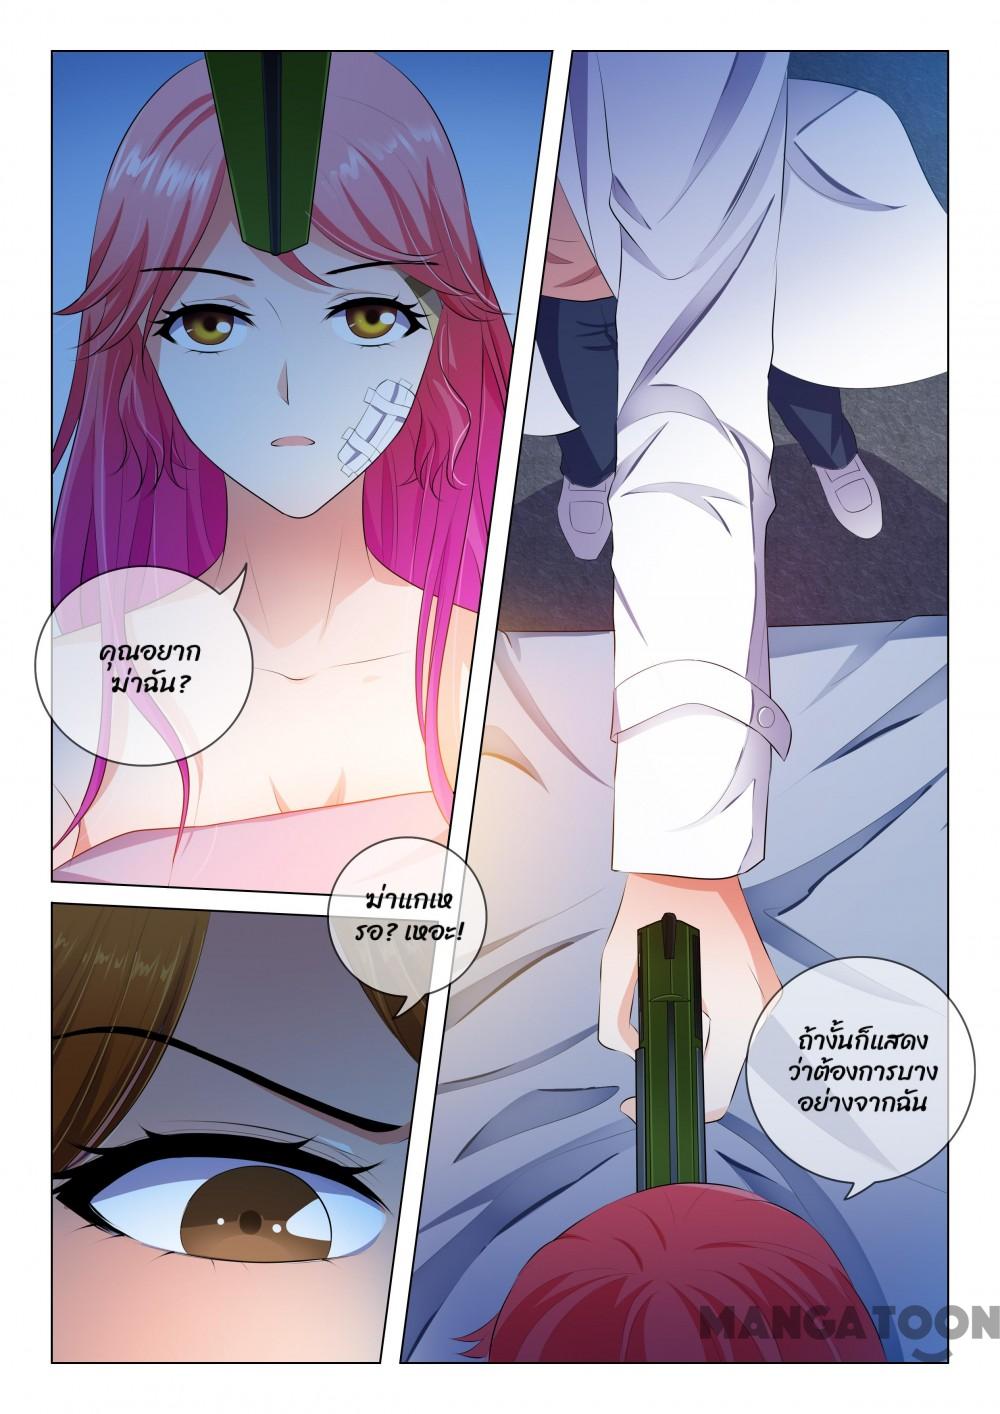 คุณอยาก
ฆ่าฉัน?
ฆ่าแกเห
รอ? เหอะ!
ถ้างั้นก็แสดง
ว่าต้องการบาง
อย่างจากฉัน
MANGATOON